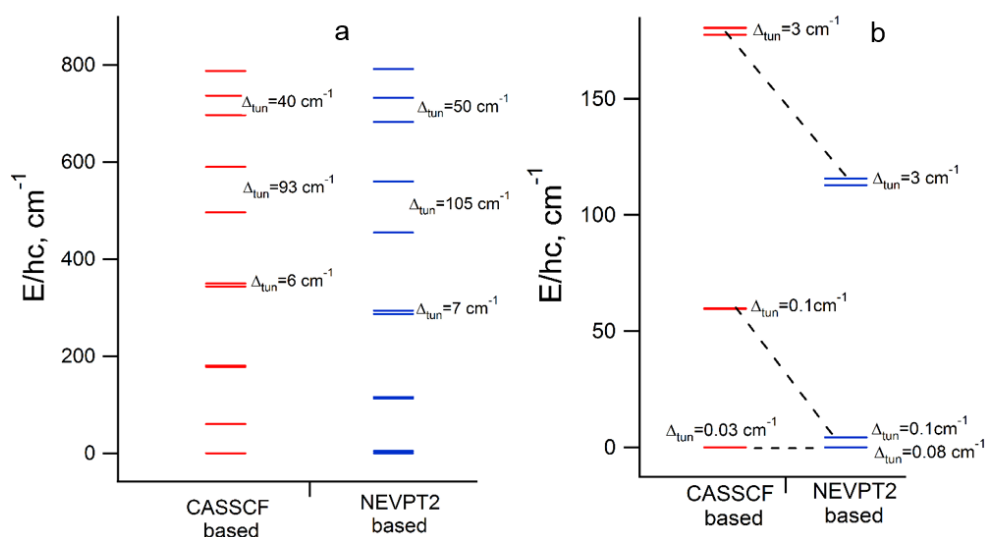 a
E/hc, cm⁻¹
800
600
400
200
0
Δtun=40 cm⁻¹
Δtun=93 cm⁻¹
Δtun=6 cm⁻¹
Δtun=50 cm⁻¹
Δtun=105 cm⁻¹
Δtun=7 cm⁻¹
CASSCF
based
NEVPT2
based
b
E/hc, cm⁻¹
150
100
50
0
Δtun=3 cm⁻¹
Δtun=3 cm⁻¹
Δtun=0.1cm⁻¹
Δtun=0.03 cm⁻¹
Δtun=0.1cm⁻¹
Δtun=0.08 cm⁻¹
CASSCF
based
NEVPT2
based